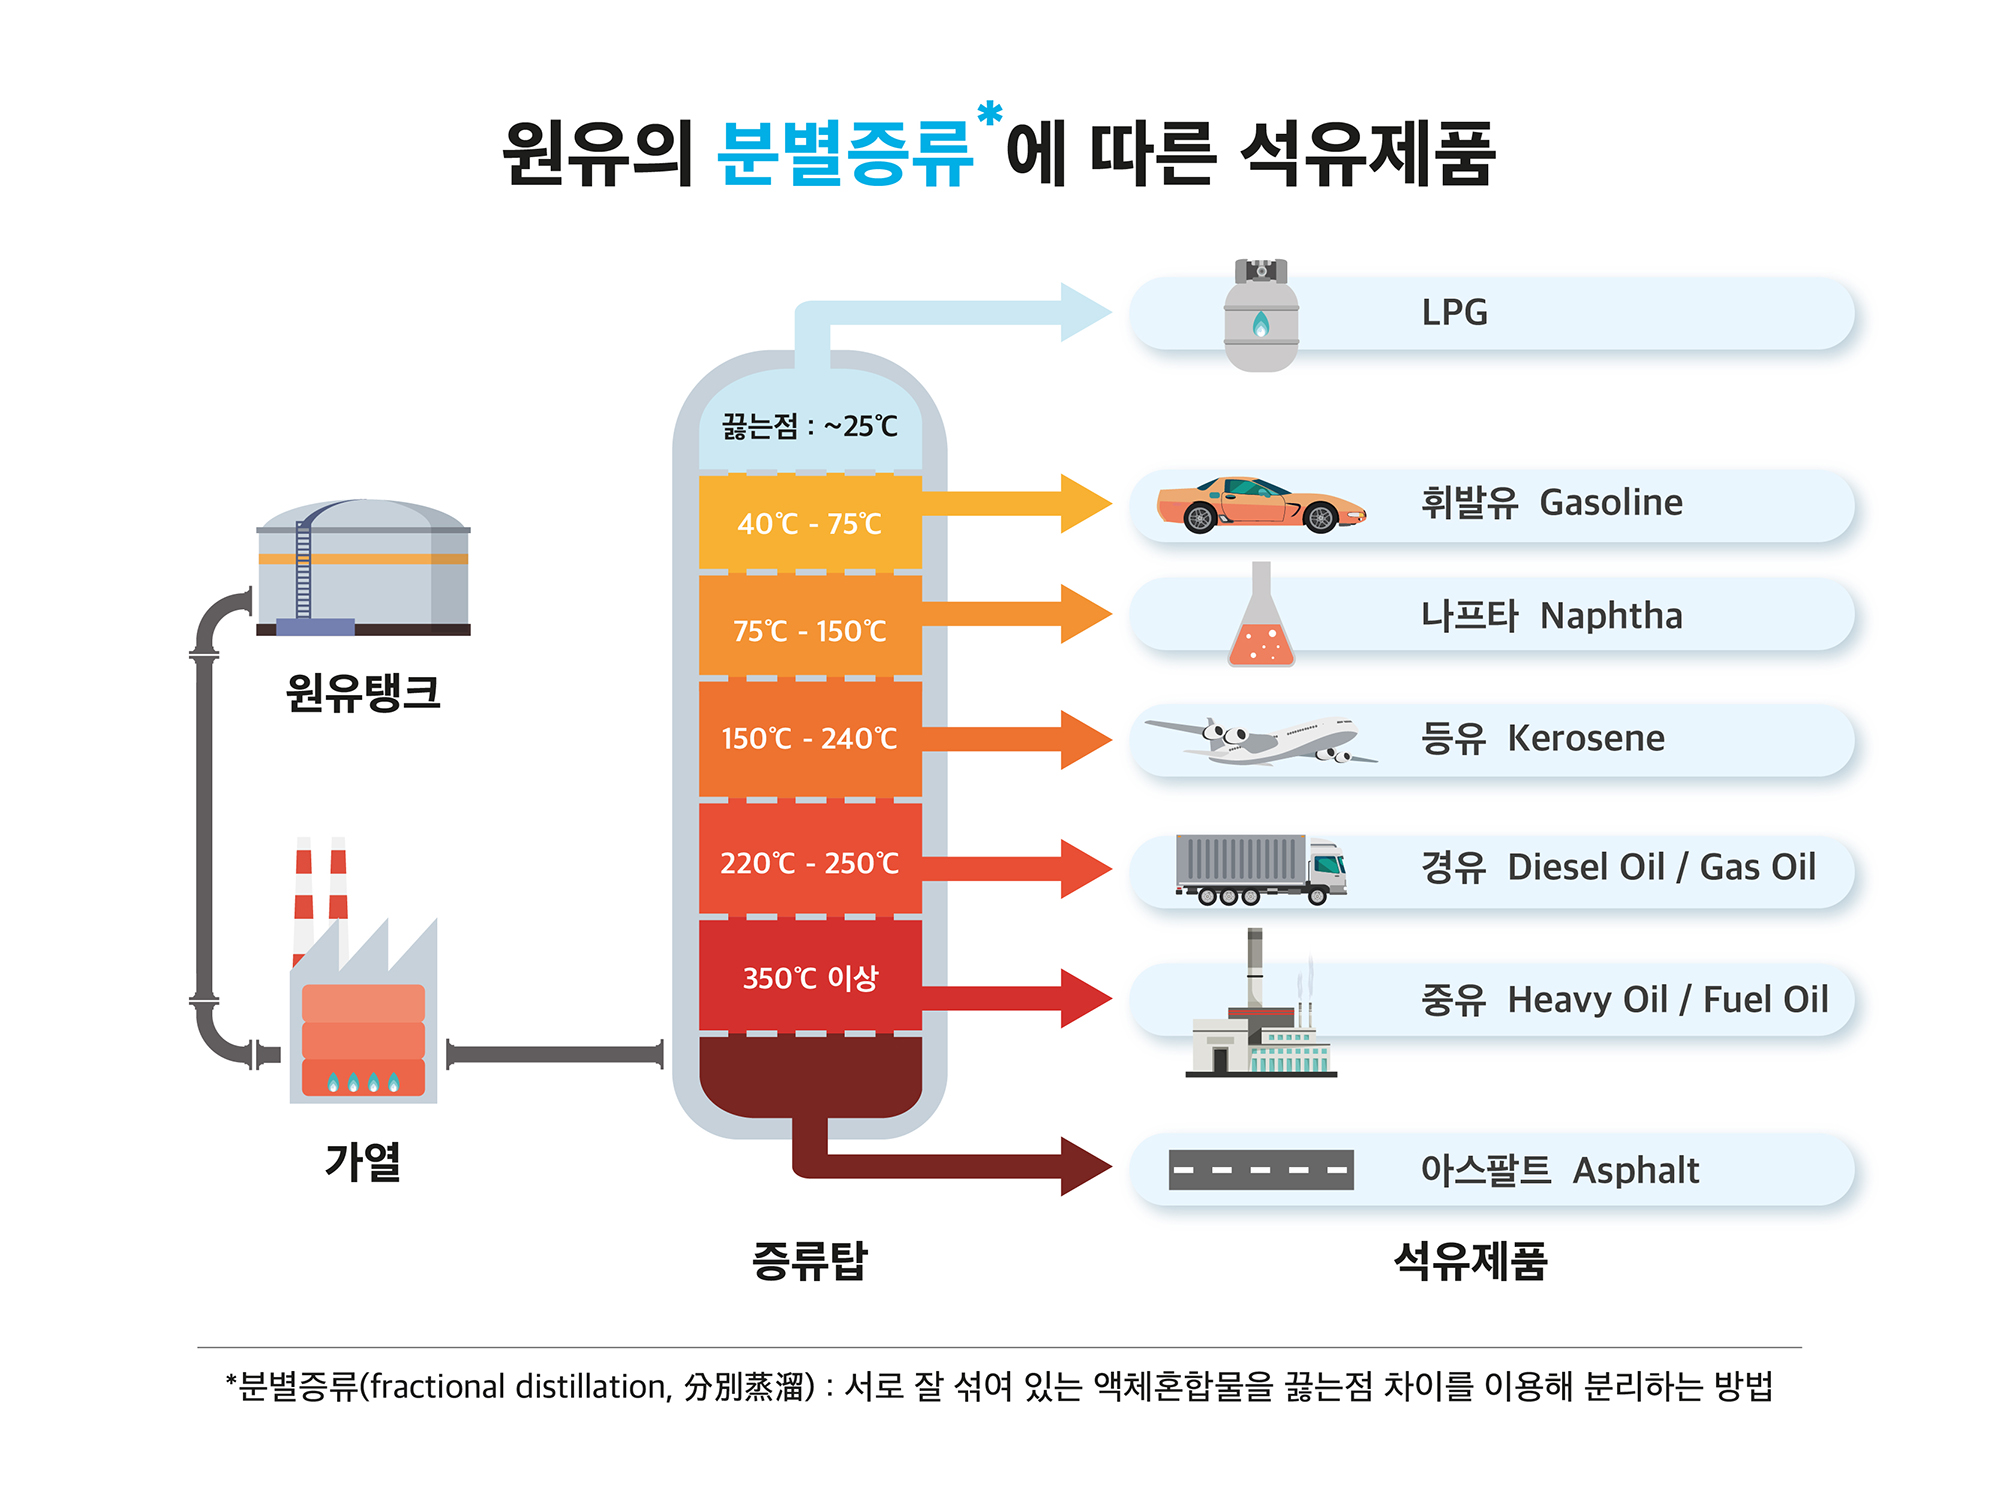 원유의 분별증류*에 따른 석유제품
LPG
끓는점 : ~25℃
40℃ - 75℃
휘발유 Gasoline
75℃ - 150℃
나프타 Naphtha
원유탱크
150℃ - 240℃
등유 Kerosene
220℃ - 250℃
경유 Diesel Oil / Gas Oil
350℃ 이상
중유 Heavy Oil / Fuel Oil
가열
아스팔트 Asphalt
증류탑
석유제품
*분별증류(fractional distillation, 分別蒸溜) : 서로 잘 섞여 있는 액체혼합물을 끓는점 차이를 이용해 분리하는 방법